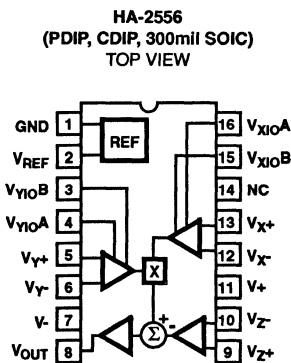 HA-2556
(PDIP, CDIP, 300mil SOIC)
TOP VIEW
GND 1 REF 16 VXIOA
VREF 2 15 VXIOB
VYIOB 3 14 NC
VYIOA 4 13 VX+
VY+ 5 X 12 VX-
VY- 6 11 V+
V- 7 + - Σ 10 VZ-
VOUT 8 9 VZ+